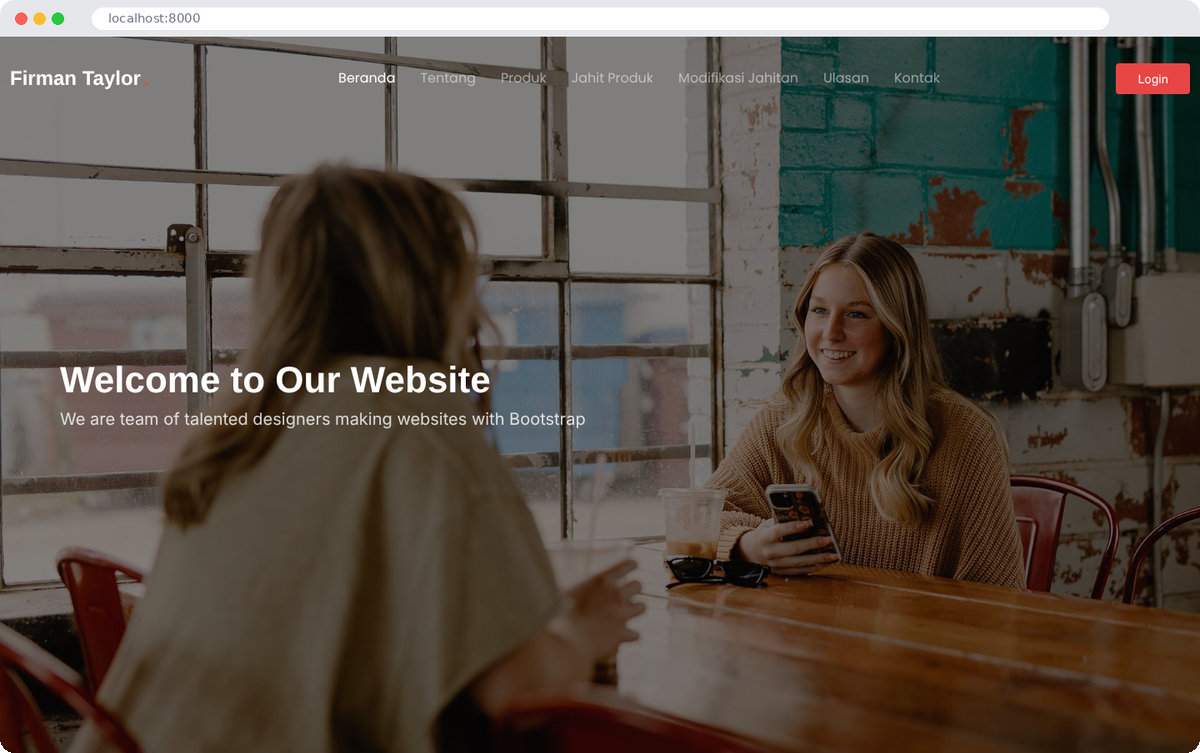 localhost:8000
Firman Taylor.
Beranda Tentang Produk Jahit Produk Modifikasi Jahitan Ulasan Kontak
Login
Welcome to Our Website
We are team of talented designers making websites with Bootstrap